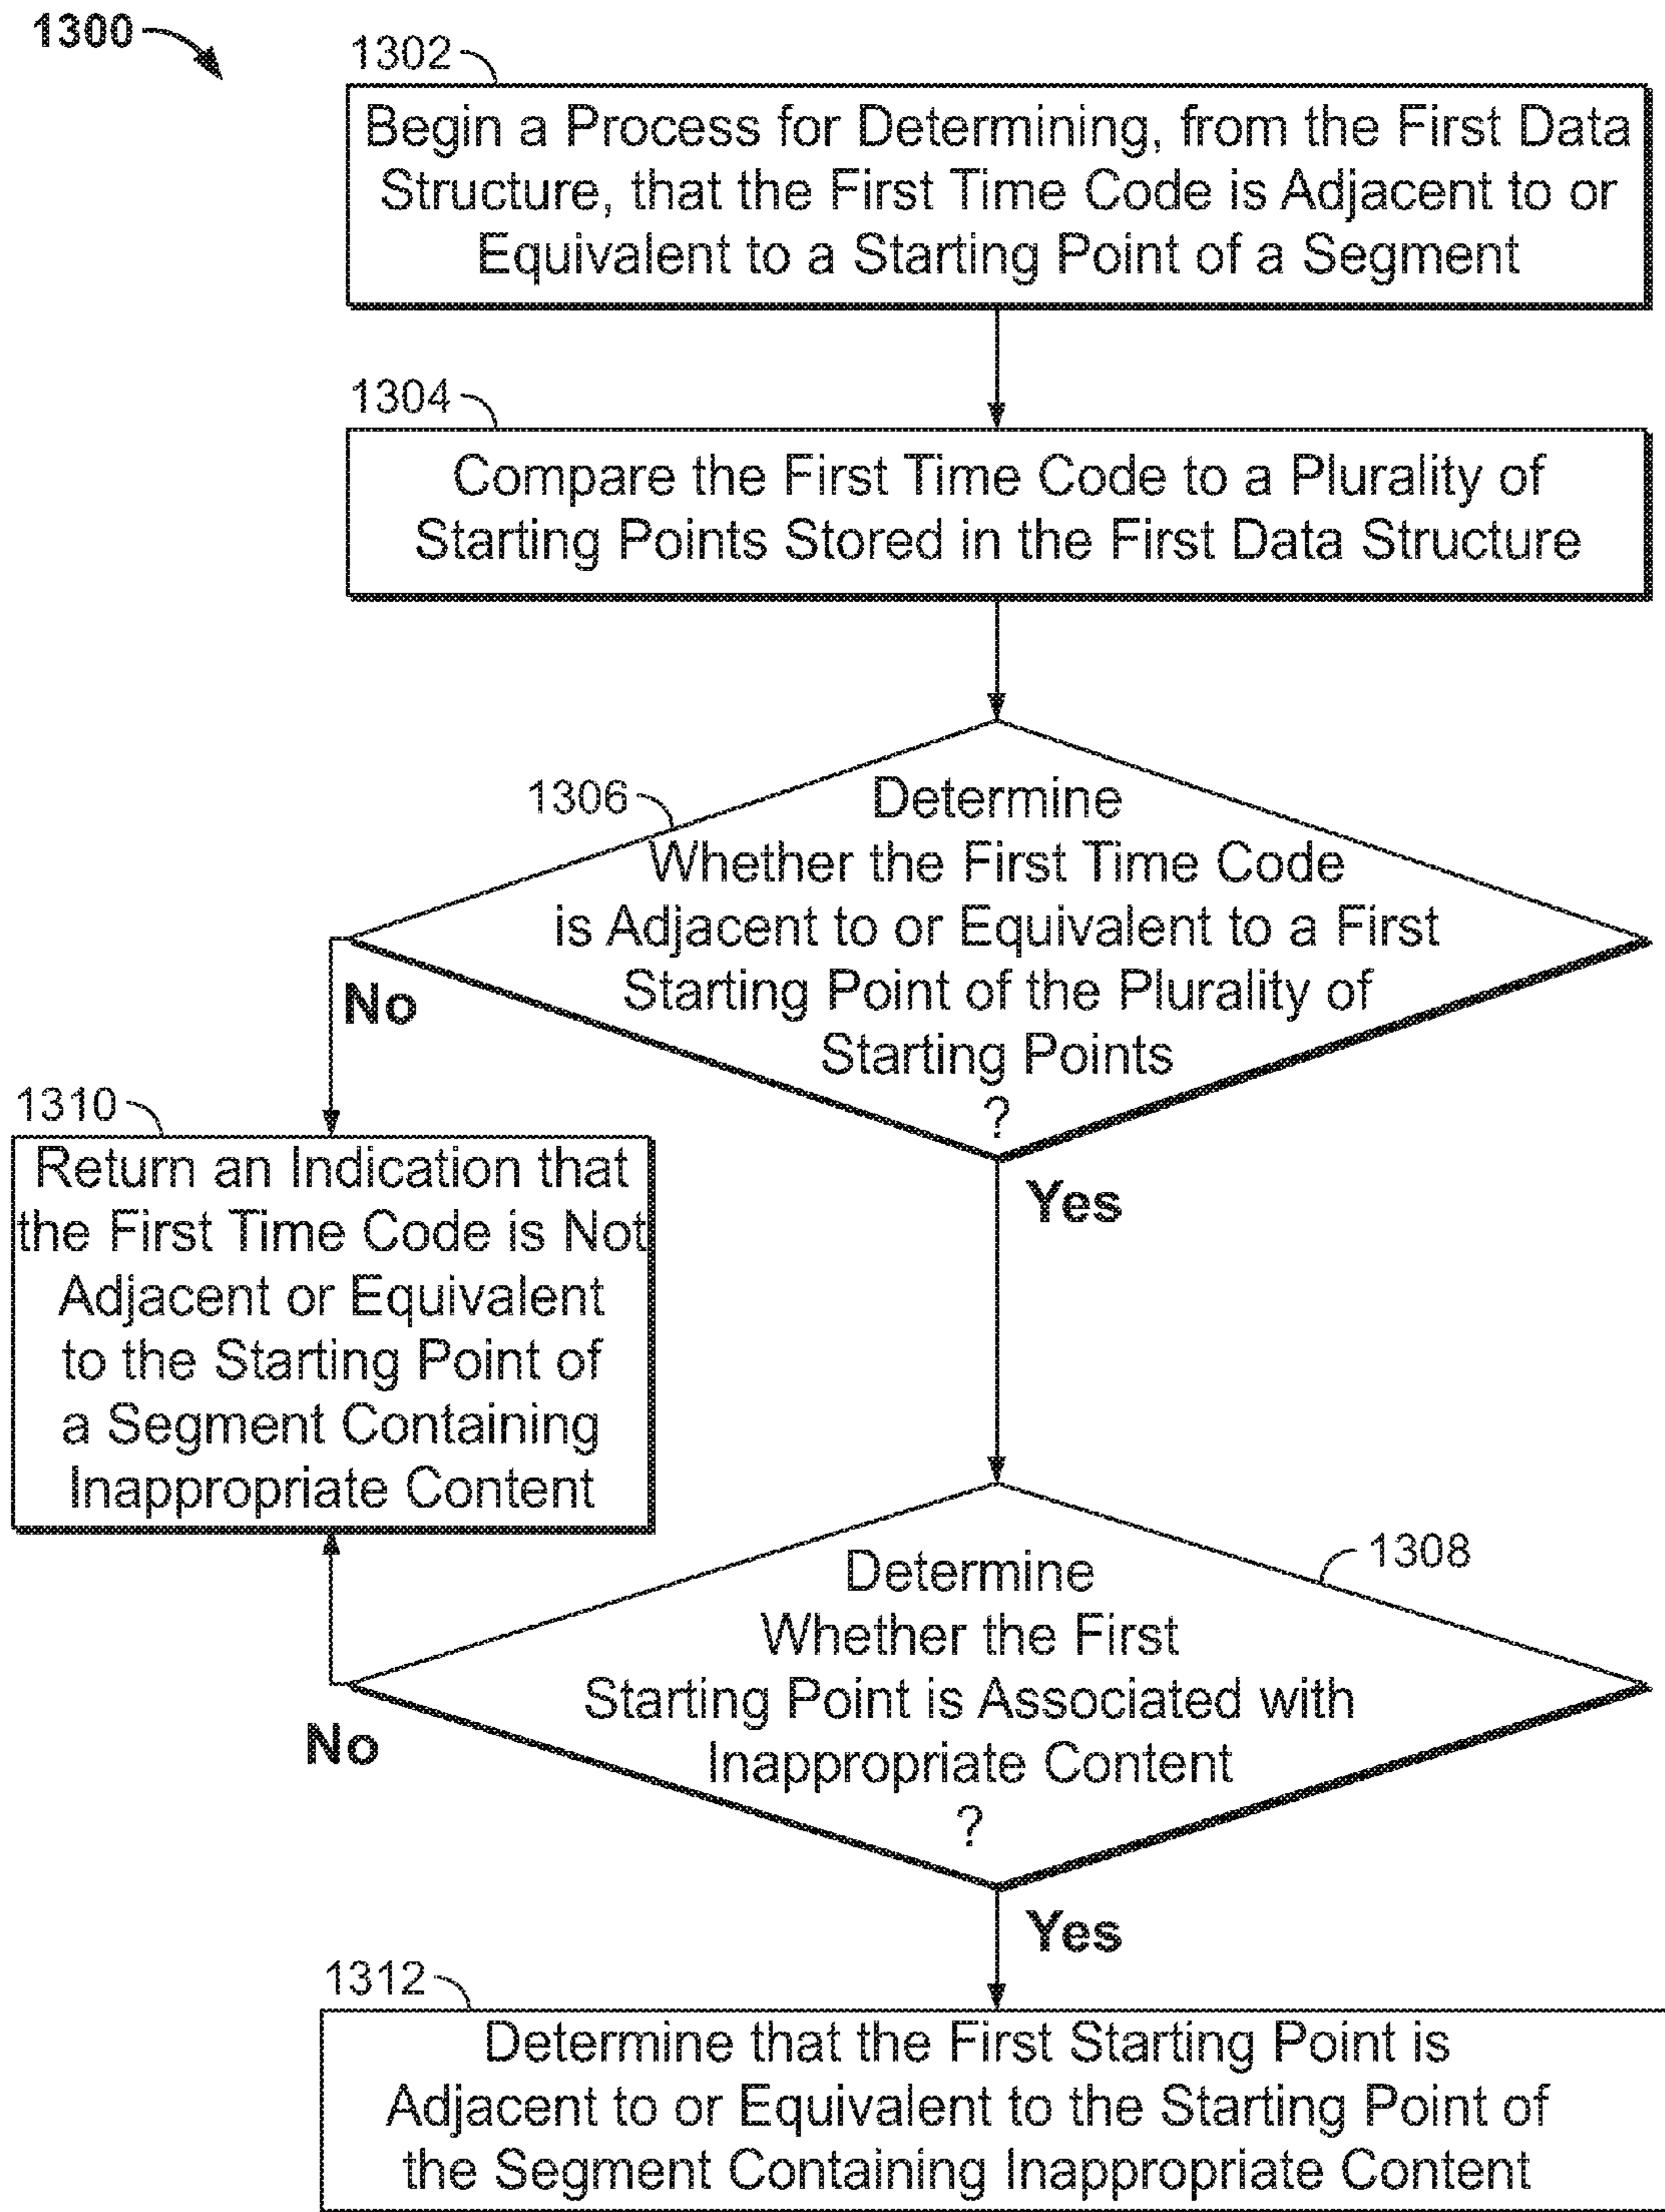 1300
1302
Begin a Process for Determining, from the First Data
Structure, that the First Time Code is Adjacent to or
Equivalent to a Starting Point of a Segment
1304
Compare the First Time Code to a Plurality of
Starting Points Stored in the First Data Structure
1306
Determine
Whether the First Time Code
is Adjacent to or Equivalent to a First
Starting Point of the Plurality of
Starting Points
?
No
Yes
1310
Return an Indication that
the First Time Code is Not
Adjacent or Equivalent
to the Starting Point of
a Segment Containing
Inappropriate Content
1308
Determine
Whether the First
Starting Point is Associated with
Inappropriate Content
?
No
Yes
1312
Determine that the First Starting Point is
Adjacent to or Equivalent to the Starting Point of
the Segment Containing Inappropriate Content